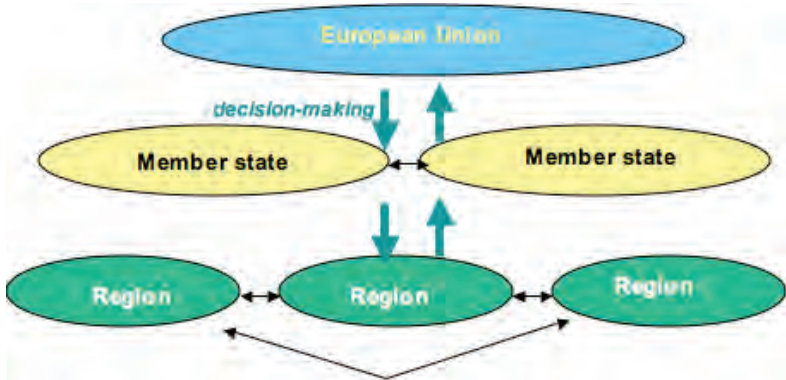 European Union
decision-making
Member state
Member state
Region
Region
Region